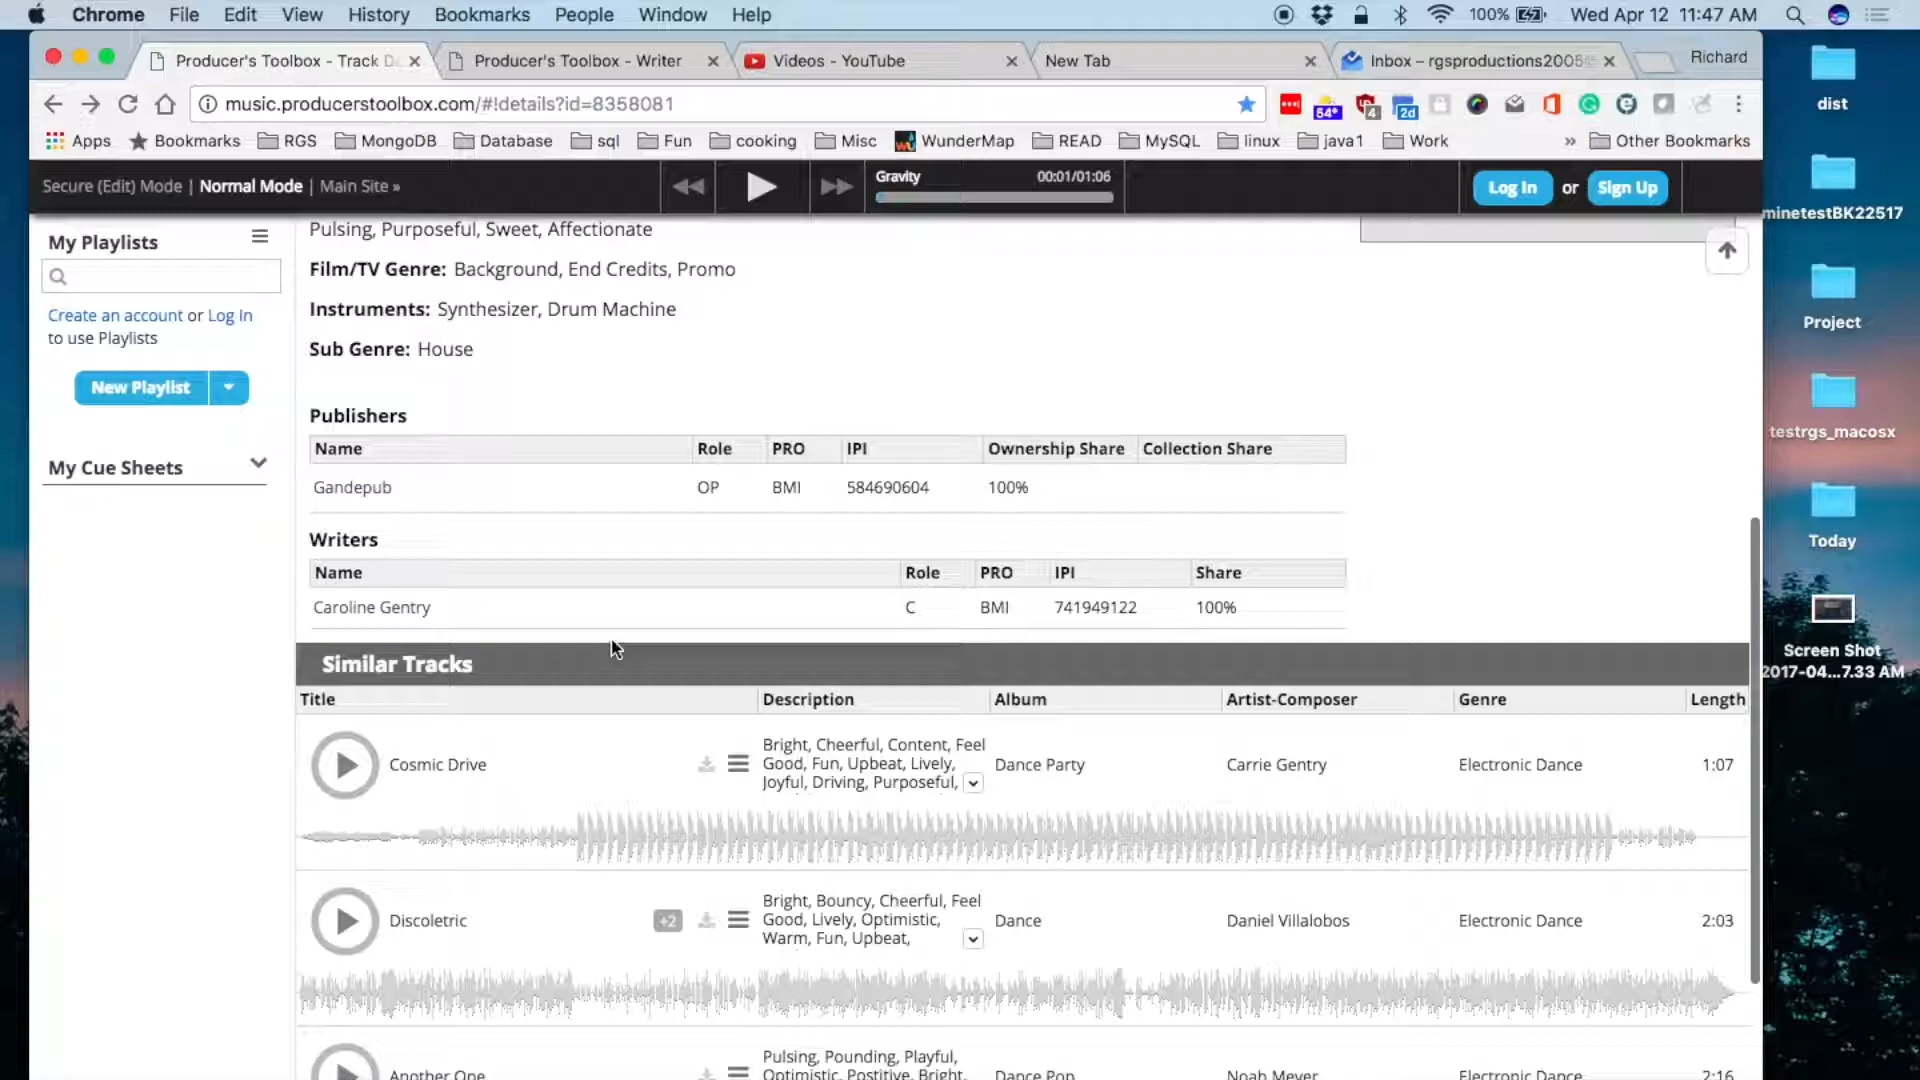 Chrome File Edit View History Bookmarks People Window Help 100% Wed Apr 12 11:47 AM
Producer's Toolbox - Track D Producer's Toolbox - Writer Videos - YouTube New Tab Inbox – rgsproductions2005 Richard
music.producerstoolbox.com/#!details?id=8358081 54° 4 2d
Apps Bookmarks RGS MongoDB Database sql Fun cooking Misc WunderMap READ MySQL linux java1 Work » Other Bookmarks
Secure (Edit) Mode | Normal Mode | Main Site » Gravity 00:01/01:06 Log In or Sign Up
My Playlists
Create an account or Log In
to use Playlists
New Playlist
My Cue Sheets
Pulsing, Purposeful, Sweet, Affectionate
Film/TV Genre: Background, End Credits, Promo
Instruments: Synthesizer, Drum Machine
Sub Genre: House
Publishers
Name Role PRO IPI Ownership Share Collection Share
Gandepub OP BMI 584690604 100%
Writers
Name Role PRO IPI Share
Caroline Gentry C BMI 741949122 100%
Similar Tracks
Title Description Album Artist-Composer Genre Length
Cosmic Drive Bright, Cheerful, Content, Feel
Good, Fun, Upbeat, Lively,
Joyful, Driving, Purposeful, Dance Party Carrie Gentry Electronic Dance 1:07
Discoletric +2 Bright, Bouncy, Cheerful, Feel
Good, Lively, Optimistic,
Warm, Fun, Upbeat, Dance Daniel Villalobos Electronic Dance 2:03
Another One Pulsing, Pounding, Playful,
Optimistic, Postitive, Bright, Dance Pop Noah Meyer Electronic Dance 2:16
dist
minetestBK22517
Project
testrgs_macosx
Today
Screen Shot
2017-04...7.33 AM